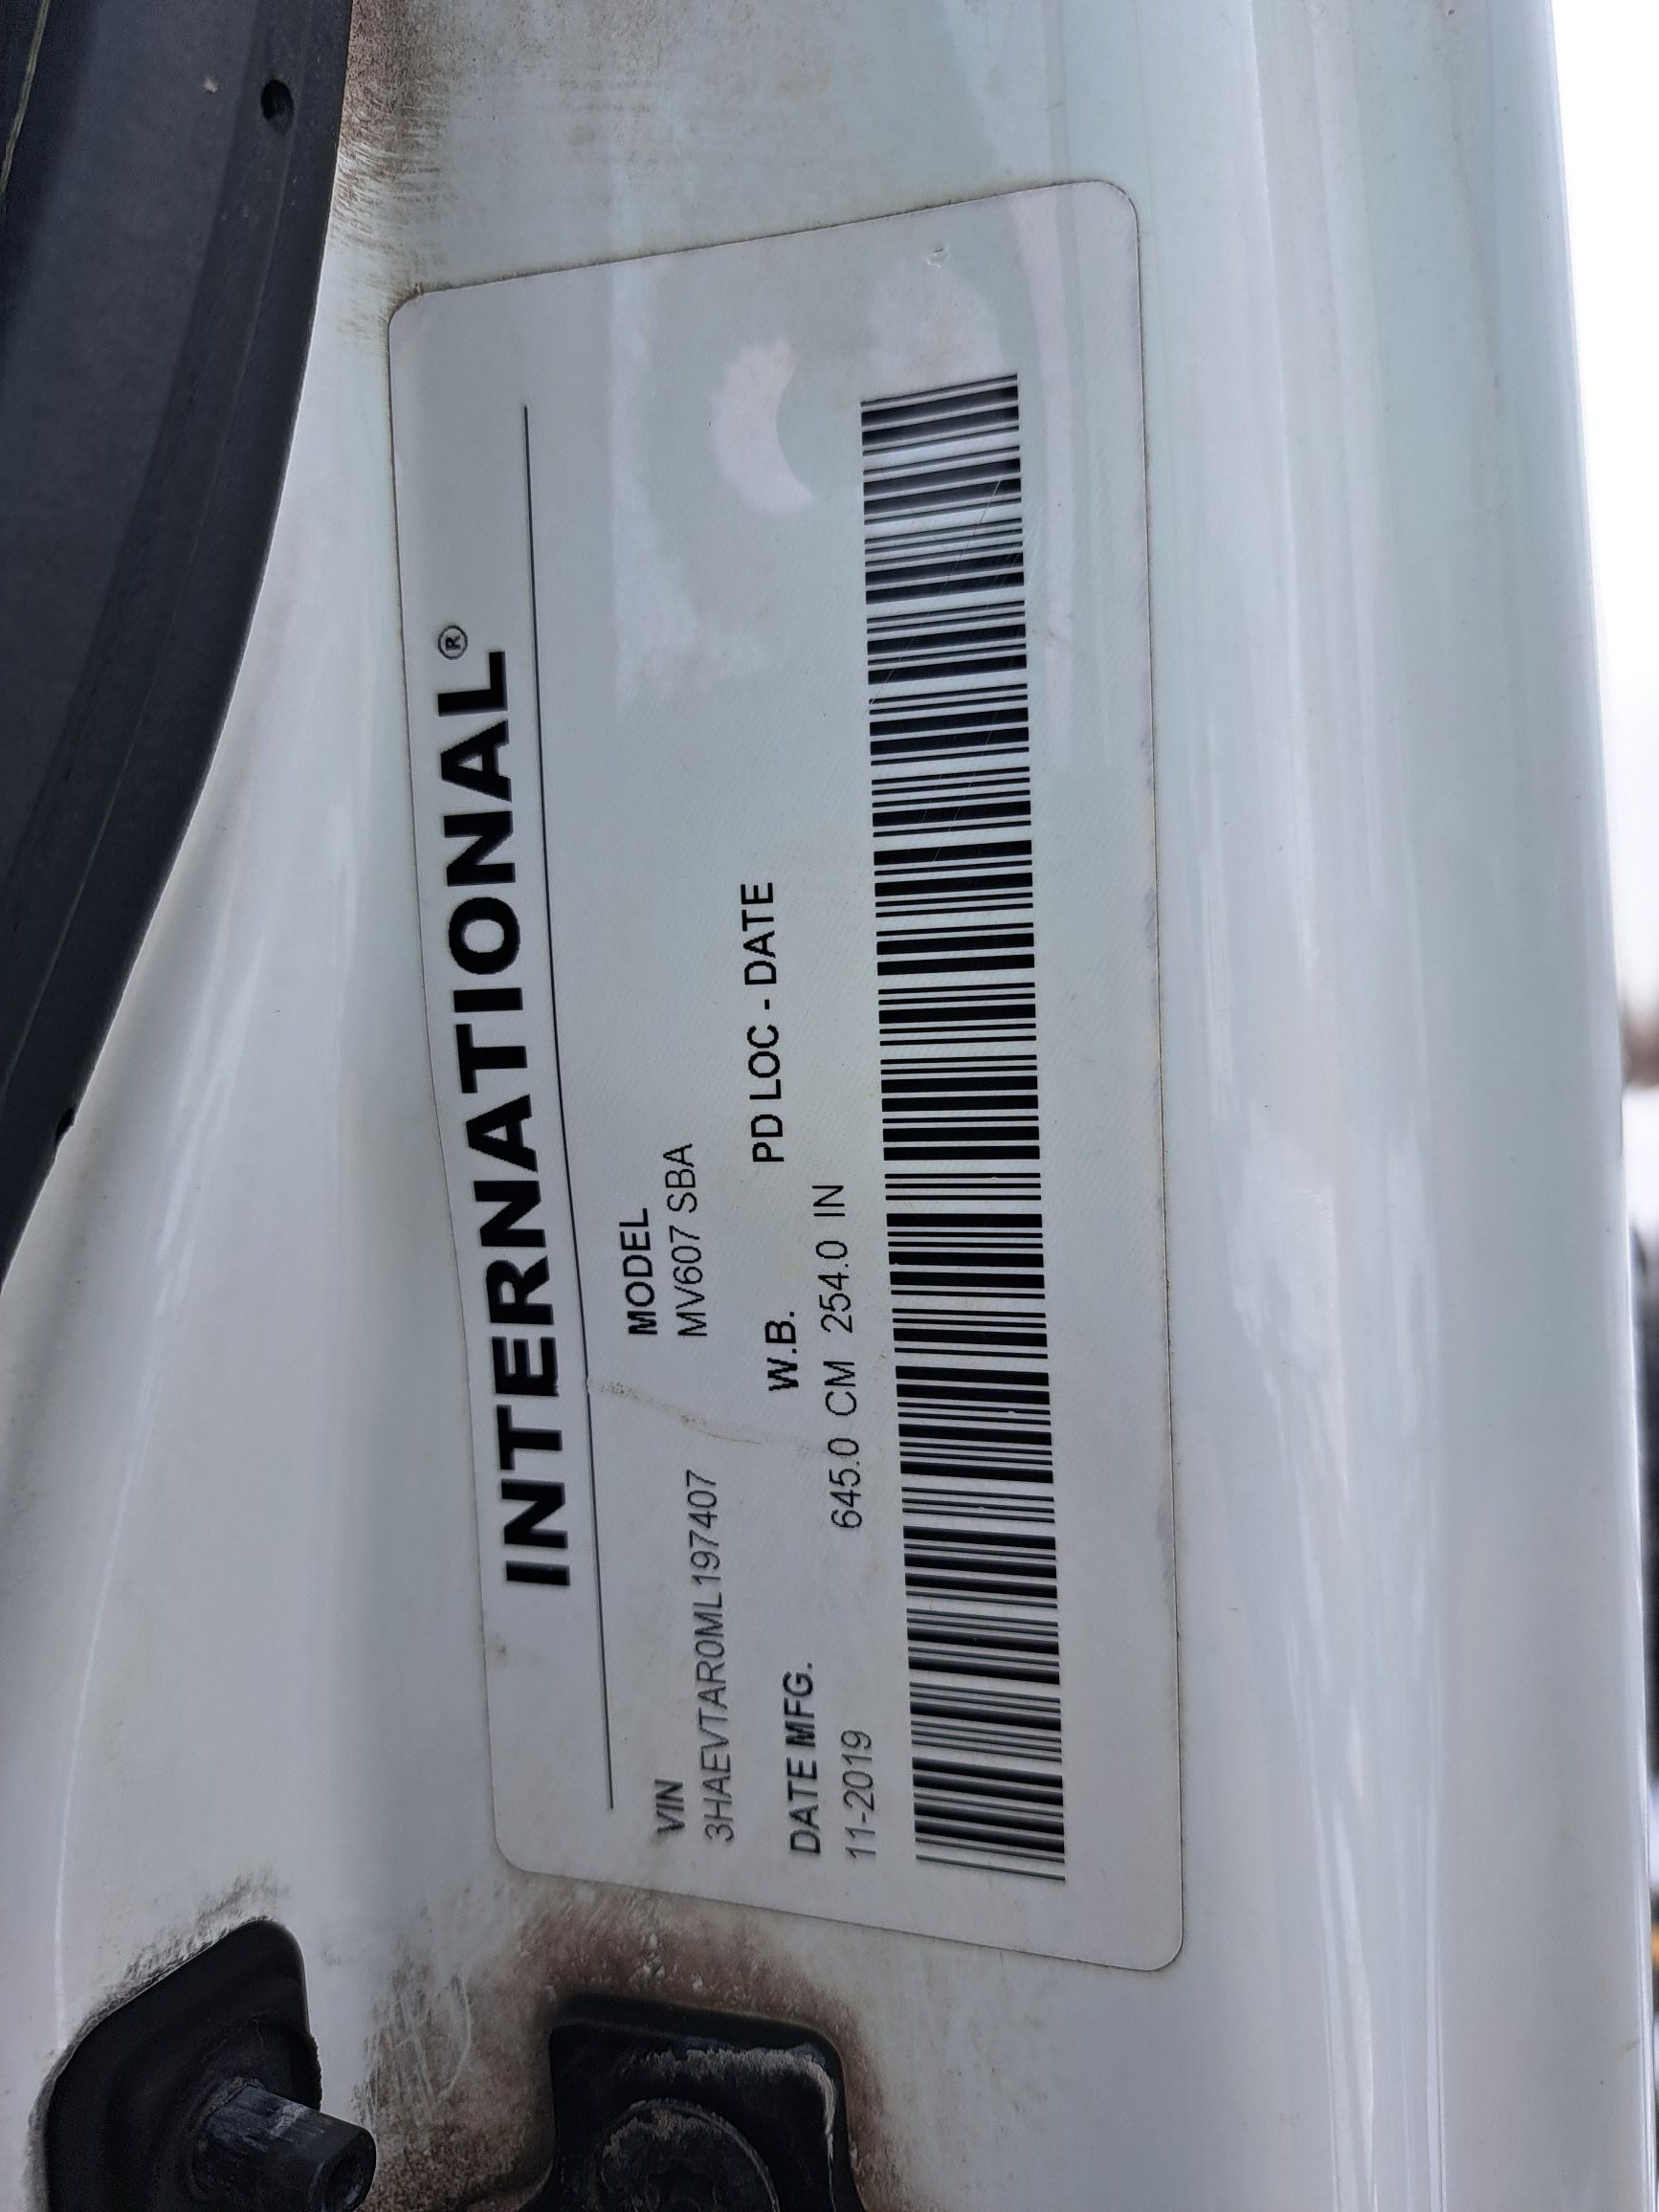 INTERNATIONAL®
VIN
MODEL
3HAEVTAR0ML197407
MV607 SBA
DATE MFG.
W.B.
PD LOC - DATE
11-2019
645.0 CM 254.0 IN